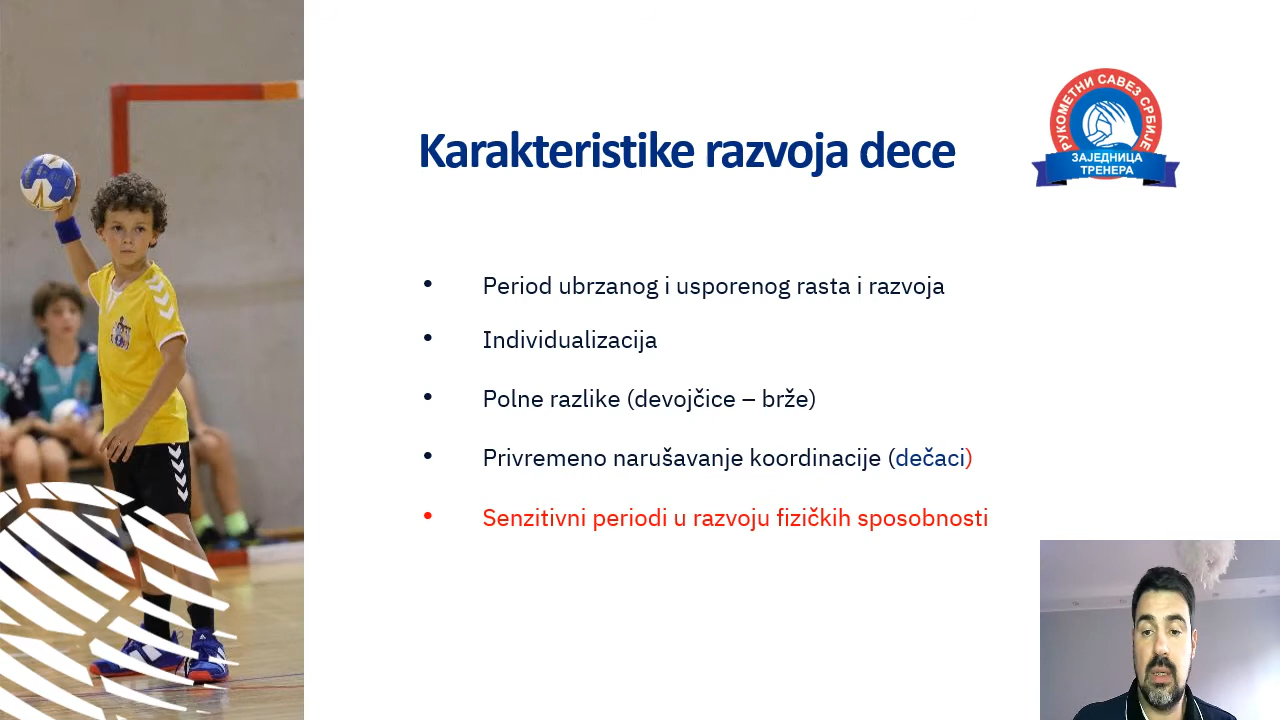 Karakteristike razvoja dece
РУКОМЕТНИ САВЕЗ СРБИЈЕ
ЗАЈЕДНИЦА
ТРЕНЕРА
• Period ubrzanog i usporenog rasta i razvoja
• Individualizacija
• Polne razlike (devojčice – brže)
• Privremeno narušavanje koordinacije (dečaci)
• Senzitivni periodi u razvoju fizičkih sposobnosti